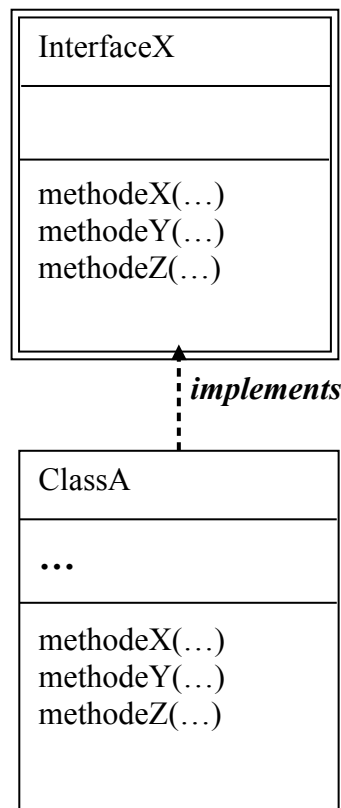 InterfaceX
methodeX(…)
methodeY(…)
methodeZ(…)
implements
ClassA
…
methodeX(…)
methodeY(…)
methodeZ(…)